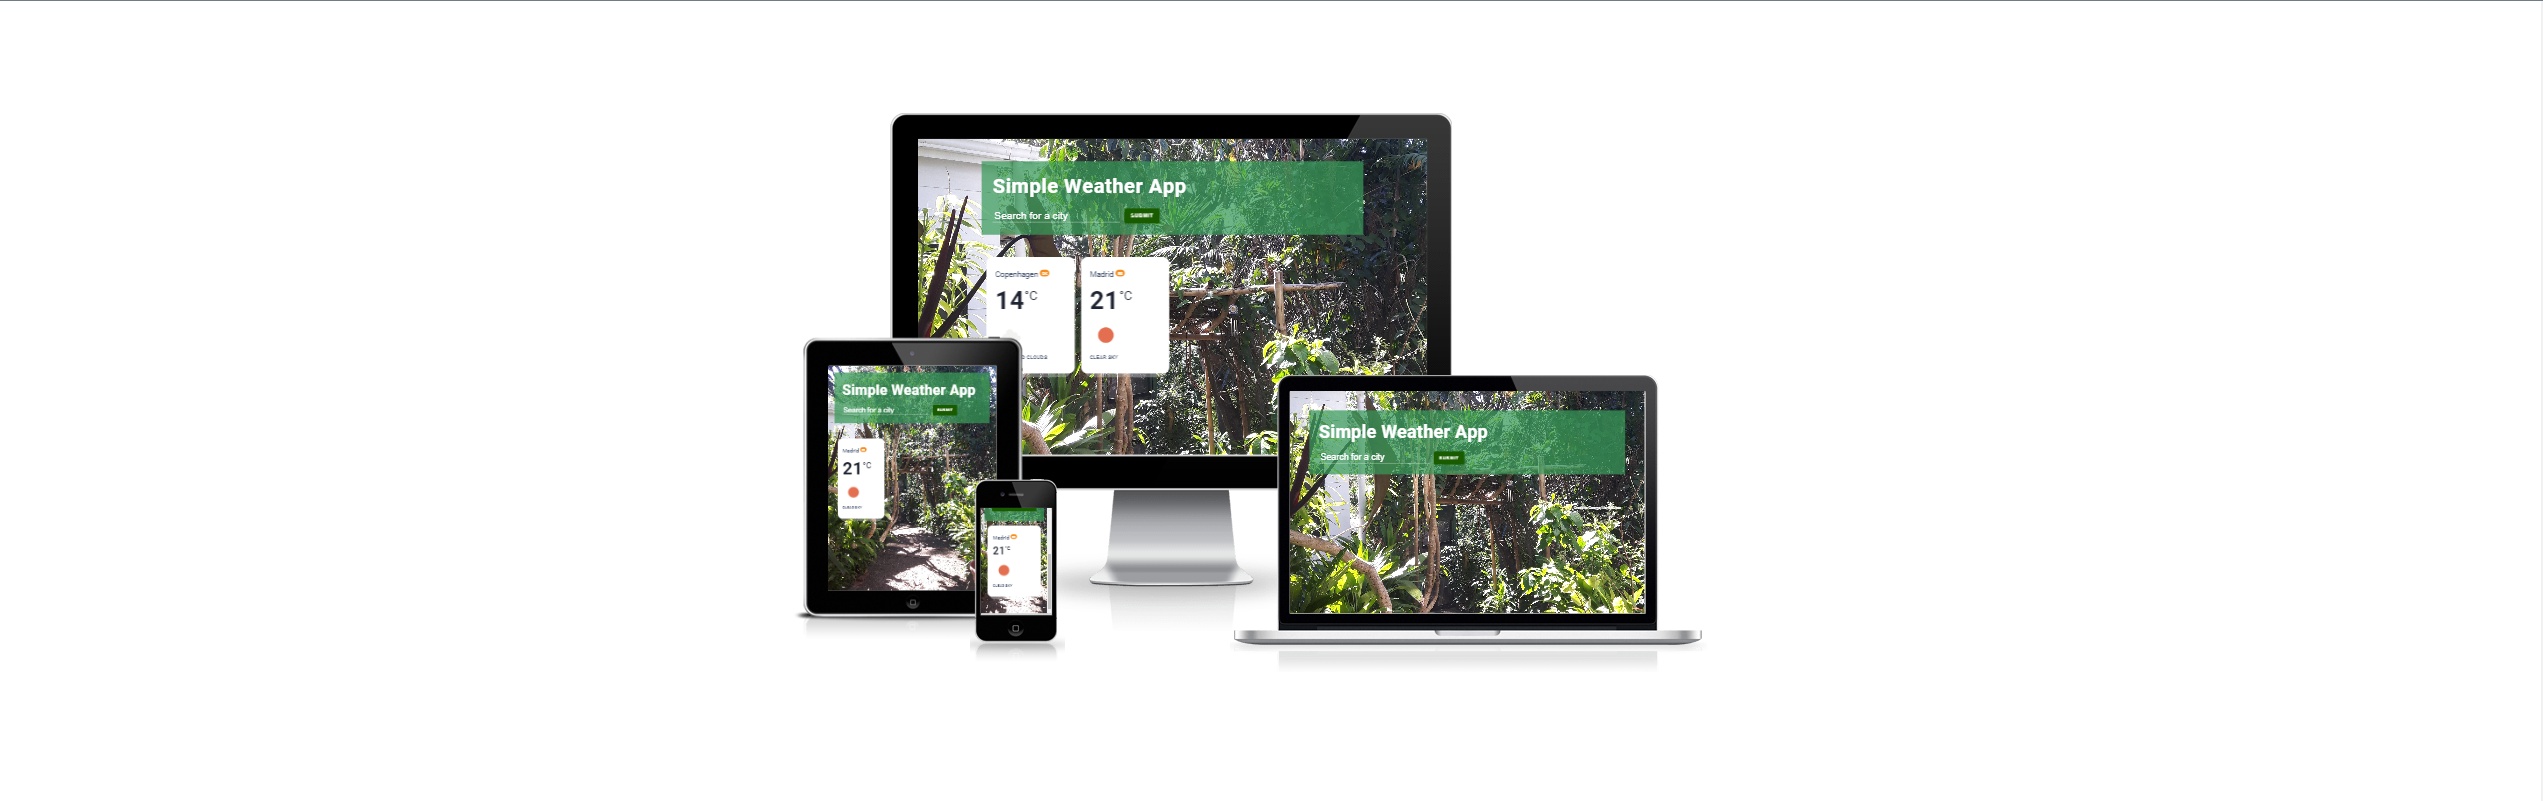 Simple Weather App
Search for a city SUBMIT
Copenhagen
14°C
CLOUDS
Madrid
21°C
CLEAR SKY
Simple Weather App
Search for a city SUBMIT
Madrid
21°C
CLEAR SKY
Madrid
21°C
CLEAR SKY
Simple Weather App
Search for a city SUBMIT